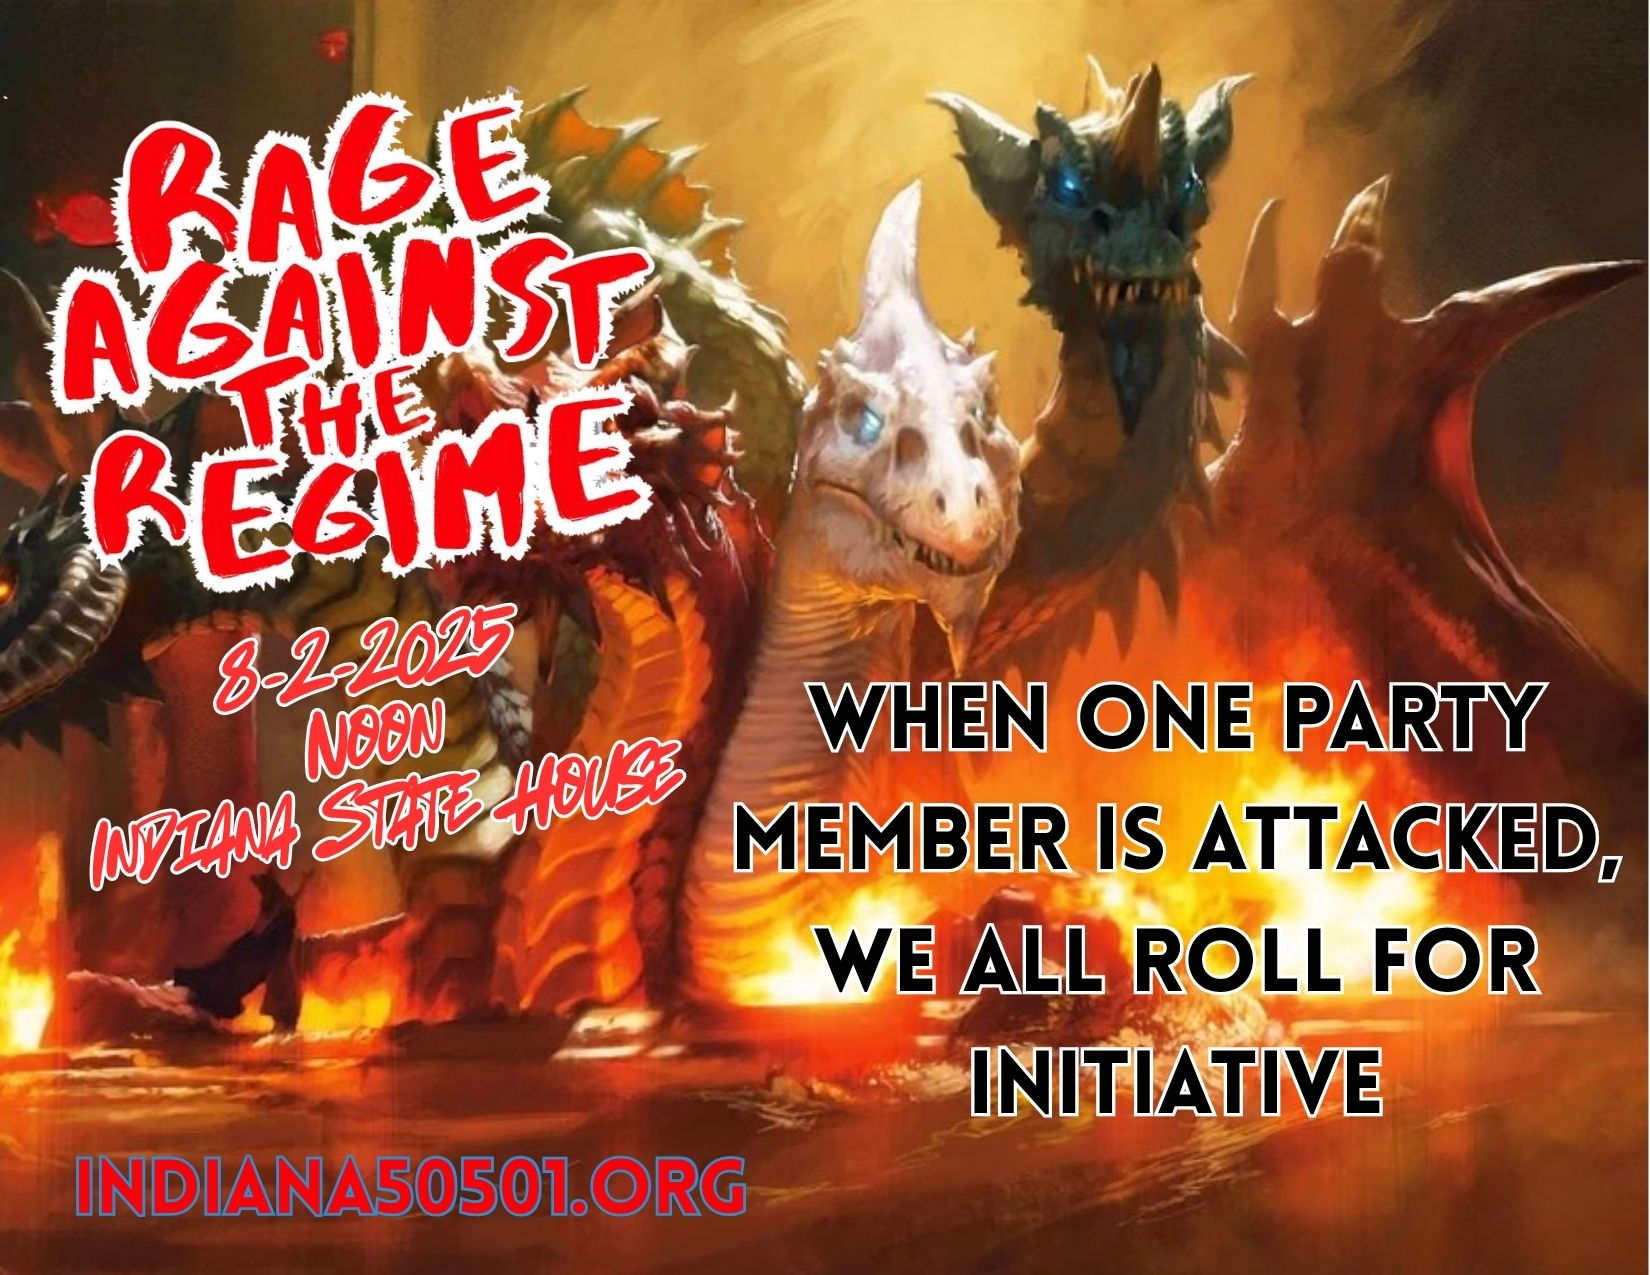 RAGE
AGAINST
THE
REGIME
8-2-2025
NOON
INDIANA STATE HOUSE
WHEN ONE PARTY
MEMBER IS ATTACKED,
WE ALL ROLL FOR
INITIATIVE
INDIANA50501.ORG